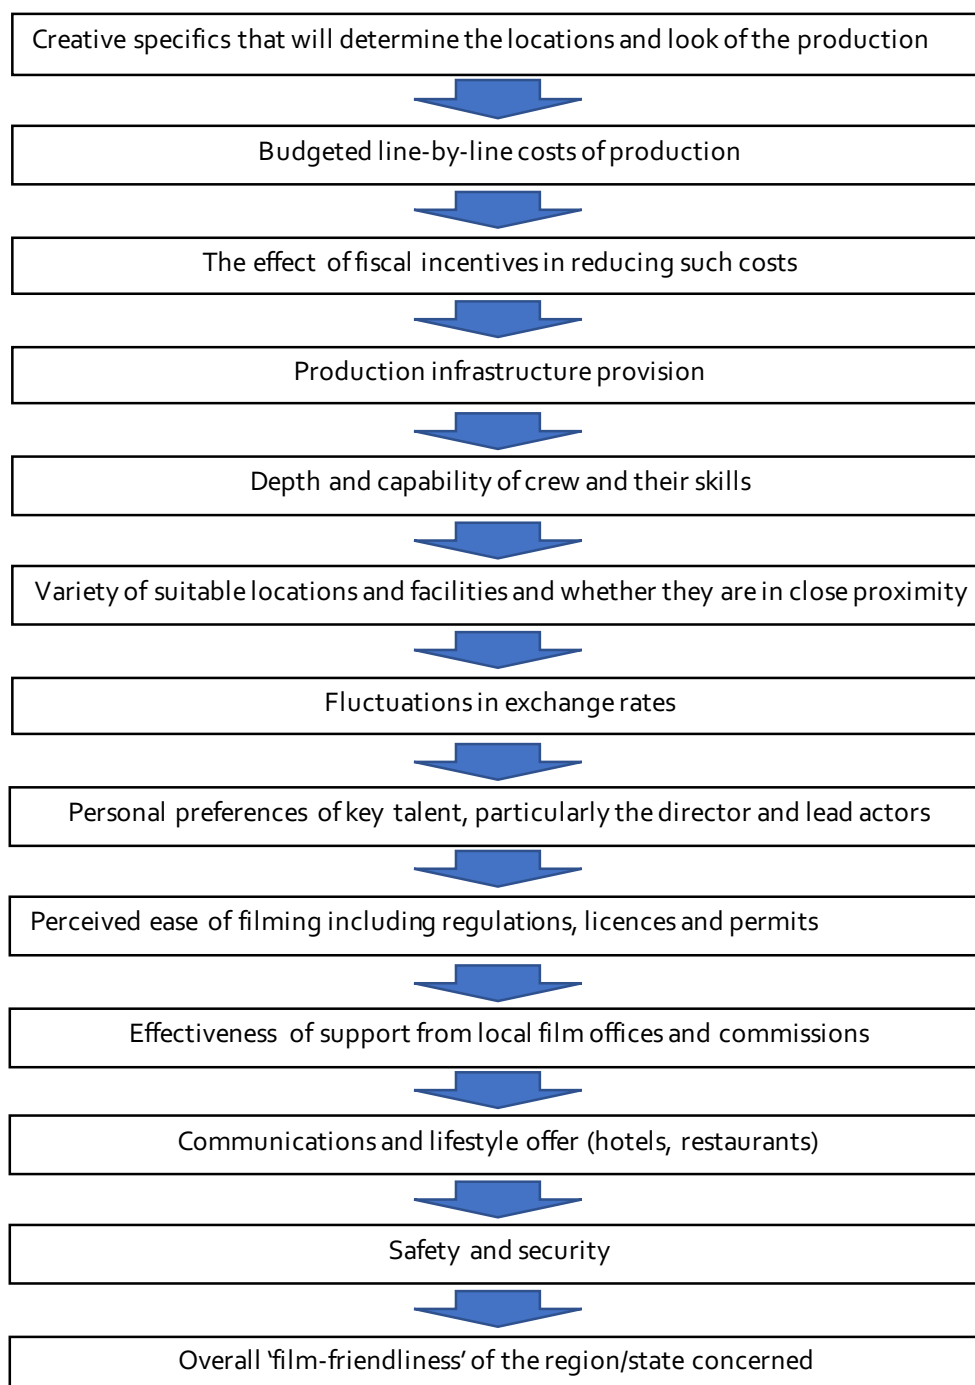 Creative specifics that will determine the locations and look of the production
Budgeted line-by-line costs of production
The effect of fiscal incentives in reducing such costs
Production infrastructure provision
Depth and capability of crew and their skills
Variety of suitable locations and facilities and whether they are in close proximity
Fluctuations in exchange rates
Personal preferences of key talent, particularly the director and lead actors
Perceived ease of filming including regulations, licences and permits
Effectiveness of support from local film offices and commissions
Communications and lifestyle offer (hotels, restaurants)
Safety and security
Overall ‘film-friendliness’ of the region/state concerned